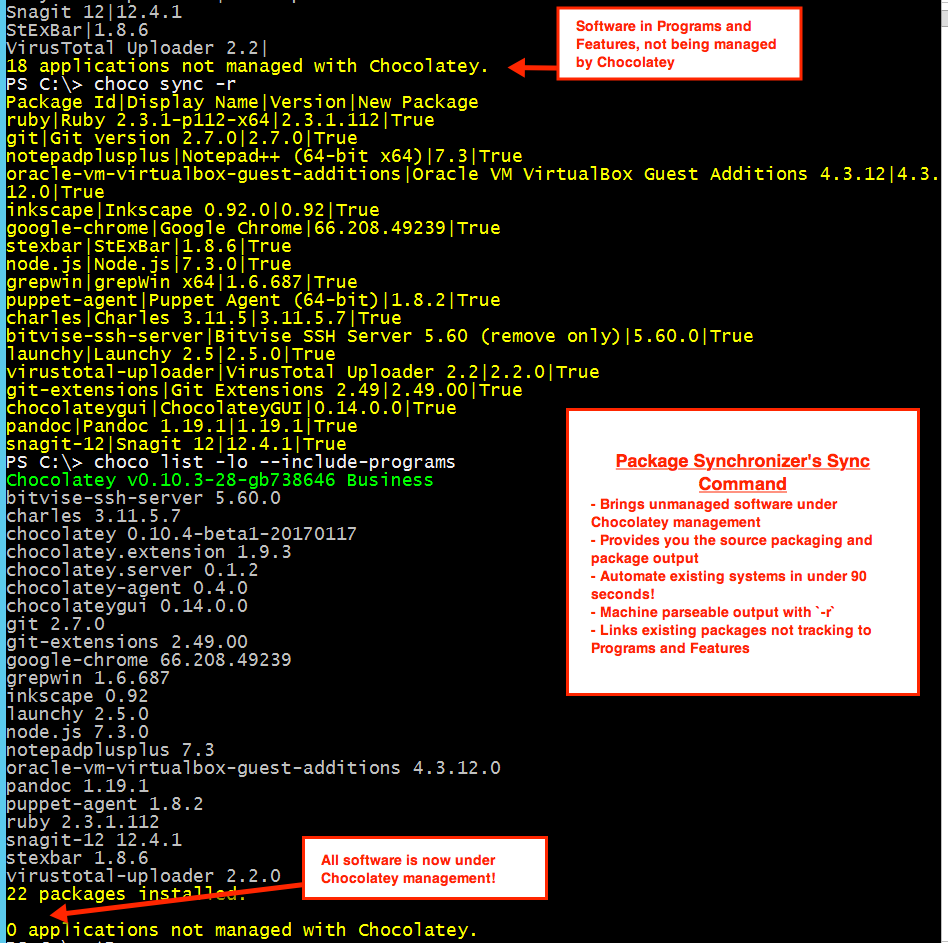 Snagit 12|12.4.1
StExBar|1.8.6
VirusTotal Uploader 2.2|
18 applications not managed with Chocolatey.
Software in Programs and
Features, not being managed
by Chocolatey
PS C:\> choco sync -r
Package Id|Display Name|Version|New Package
ruby|Ruby 2.3.1-p112-x64|2.3.1.112|True
git|Git version 2.7.0|2.7.0|True
notepadplusplus|Notepad++ (64-bit x64)|7.3|True
oracle-vm-virtualbox-guest-additions|Oracle VM VirtualBox Guest Additions 4.3.12|4.3.
12.0|True
inkscape|Inkscape 0.92.0|0.92|True
google-chrome|Google Chrome|66.208.49239|True
stexbar|StExBar|1.8.6|True
node.js|Node.js|7.3.0|True
grepwin|grepWin x64|1.6.687|True
puppet-agent|Puppet Agent (64-bit)|1.8.2|True
charles|Charles 3.11.5|3.11.5.7|True
bitvise-ssh-server|Bitvise SSH Server 5.60 (remove only)|5.60.0|True
launchy|Launchy 2.5|2.5.0|True
virustotal-uploader|VirusTotal Uploader 2.2|2.2.0|True
git-extensions|Git Extensions 2.49|2.49.00|True
chocolateygui|ChocolateyGUI|0.14.0.0|True
pandoc|Pandoc 1.19.1|1.19.1|True
snagit-12|Snagit 12|12.4.1|True
PS C:\> choco list -lo --include-programs
Chocolatey v0.10.3-28-gb738646 Business
bitvise-ssh-server 5.60.0
Charles 3.11.5.7
chocolatey 0.10.4-beta1-20170117
chocolatey.extension 1.9.3
chocolatey.server 0.1.2
chocolatey-agent 0.4.0
chocolateygui 0.14.0.0
git 2.7.0
git-extensions 2.49.00
google-chrome 66.208.49239
grepwin 1.6.687
inkscape 0.92
launchy 2.5.0
node.js 7.3.0
notepadplusplus 7.3
oracle-vm-virtualbox-guest-additions 4.3.12.0
pandoc 1.19.1
puppet-agent 1.8.2
ruby 2.3.1.112
snagit-12 12.4.1
stexbar 1.8.6
virustotal-uploader 2.2.0
22 packages installed.
0 applications not managed with Chocolatey.
Package Synchronizer's Sync
Command
- Brings unmanaged software under
Chocolatey management
- Provides you the source packaging and
package output
- Automate existing systems in under 90
seconds!
- Machine parseable output with `-r`
- Links existing packages not tracking to
Programs and Features
All software is now under
Chocolatey management!